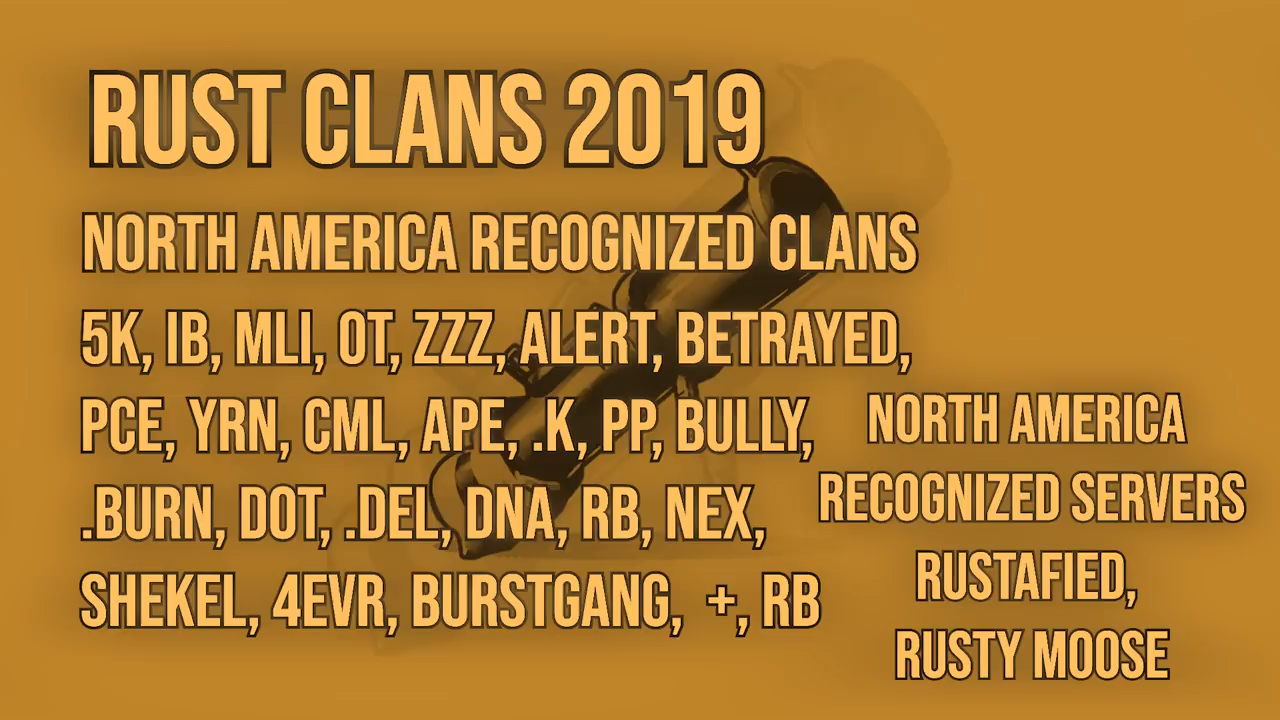 RUST CLANS 2019
NORTH AMERICA RECOGNIZED CLANS
5K, IB, MLI, OT, ZZZ, ALERT, BETRAYED,
PCE, YRN, CML, APE, .K, PP, BULLY,
.BURN, DOT, .DEL, DNA, RB, NEX,
SHEKEL, 4EVR, BURSTGANG, +, RB
NORTH AMERICA
RECOGNIZED SERVERS
RUSTAFIED,
RUSTY MOOSE